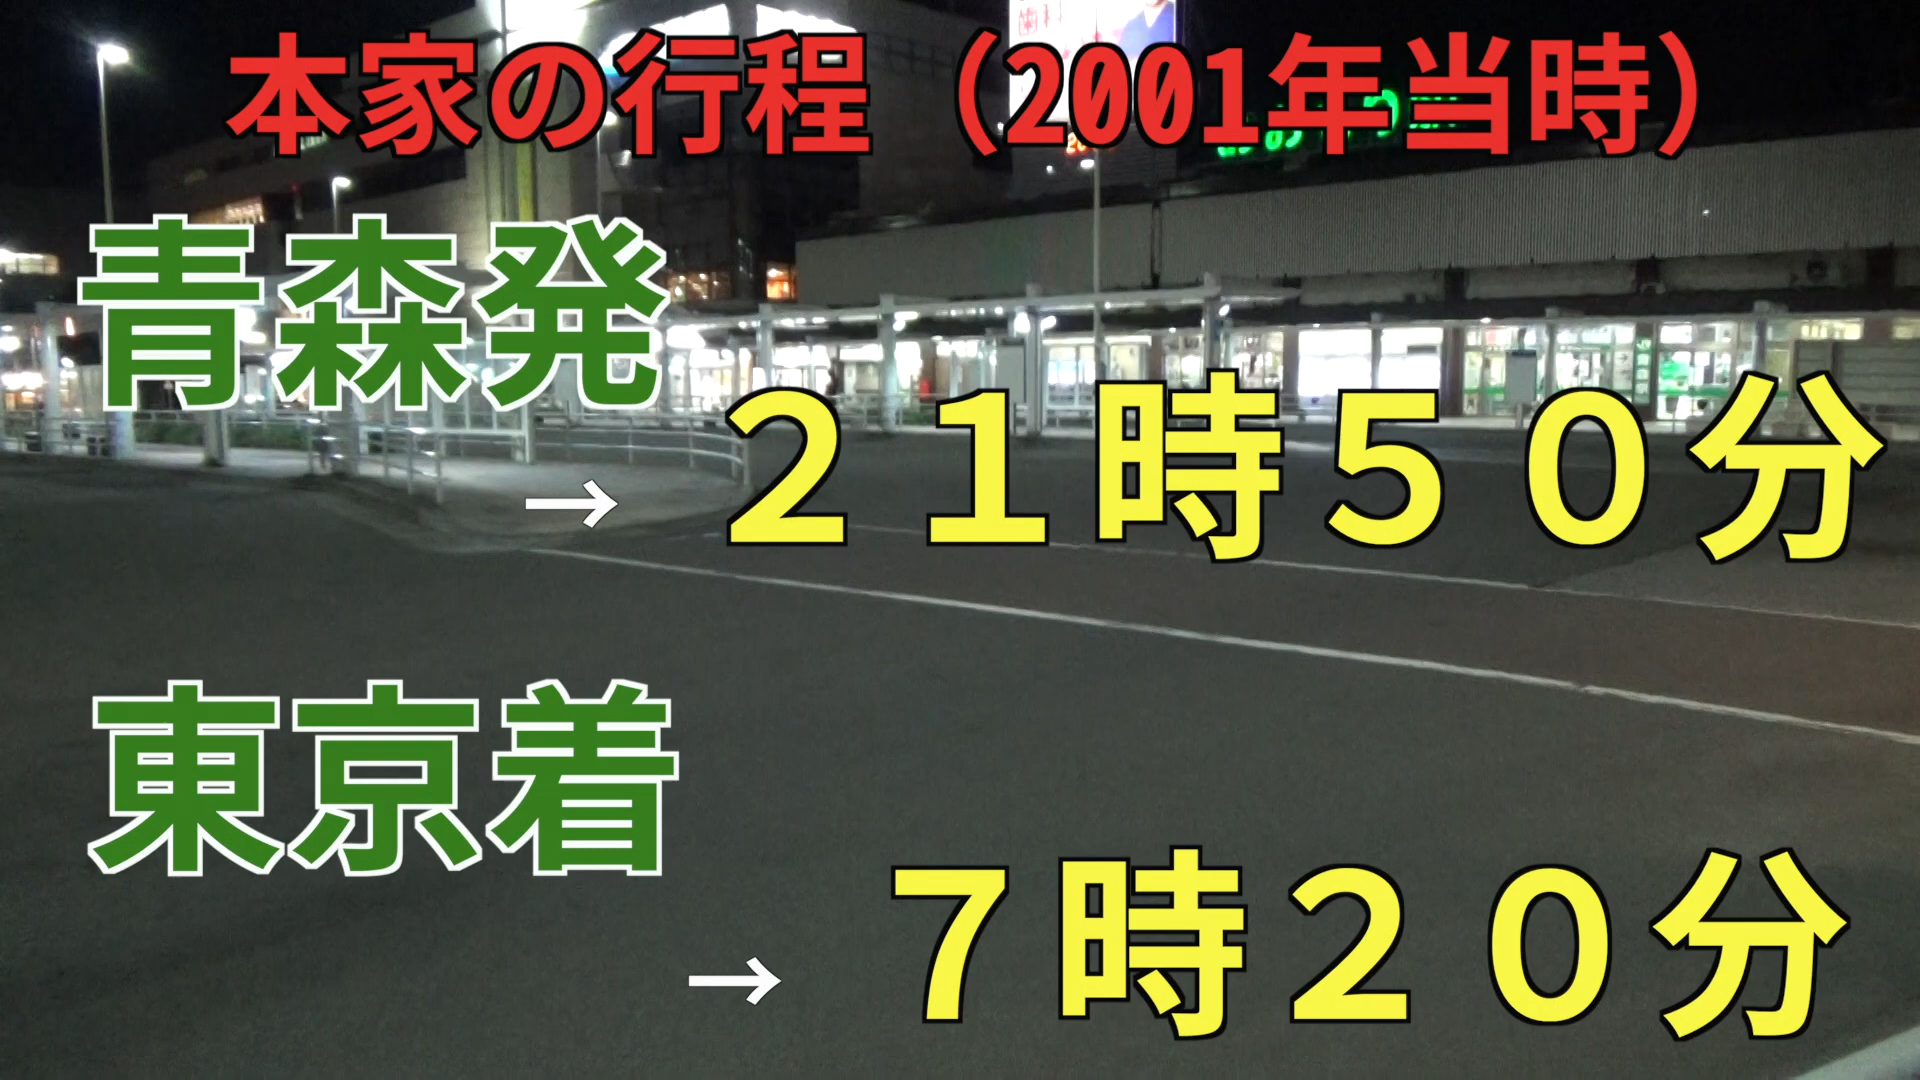 本家の行程（2001年当時）
青森発
→ ２１時５０分
東京着
→ ７時２０分